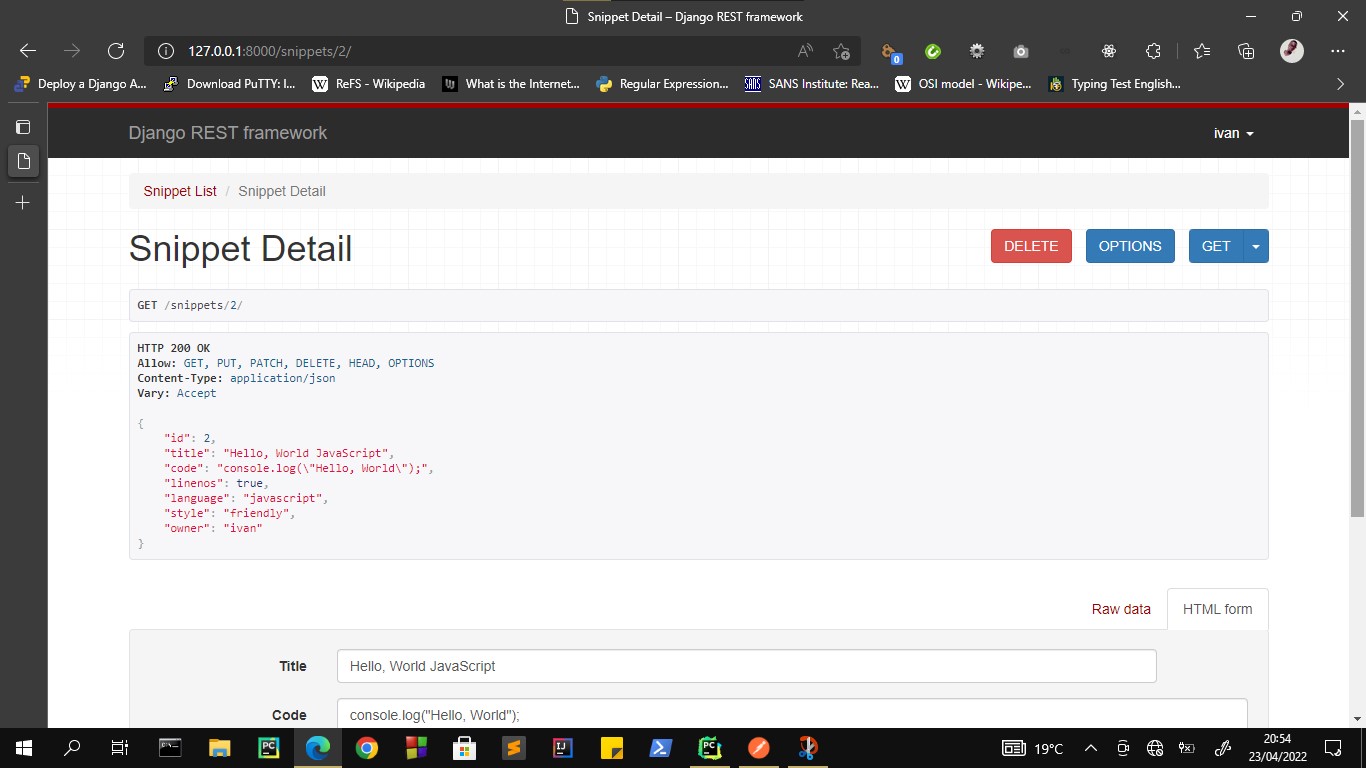 Snippet Detail – Django REST framework
127.0.0.1:8000/snippets/2/
0
Deploy a Django A...
Download PuTTY: l...
W
ReFS - Wikipedia
What is the Internet...
Regular Expression...
SANS
SANS Institute: Rea...
W
OSI model - Wikipe...
Typing Test English...
Django REST framework
ivan
Snippet List / Snippet Detail
Snippet Detail
DELETE
OPTIONS
GET
GET /snippets/2/
HTTP 200 OK
Allow: GET, PUT, PATCH, DELETE, HEAD, OPTIONS
Content-Type: application/json
Vary: Accept
{
"id": 2,
"title": "Hello, World JavaScript",
"code": "console.log(\"Hello, World\");",
"linenos": true,
"language": "javascript",
"style": "friendly",
"owner": "ivan"
}
Raw data
HTML form
Title
Hello, World JavaScript
Code
console.log("Hello, World");
PC
IJ
PC
19°C
20:54
23/04/2022